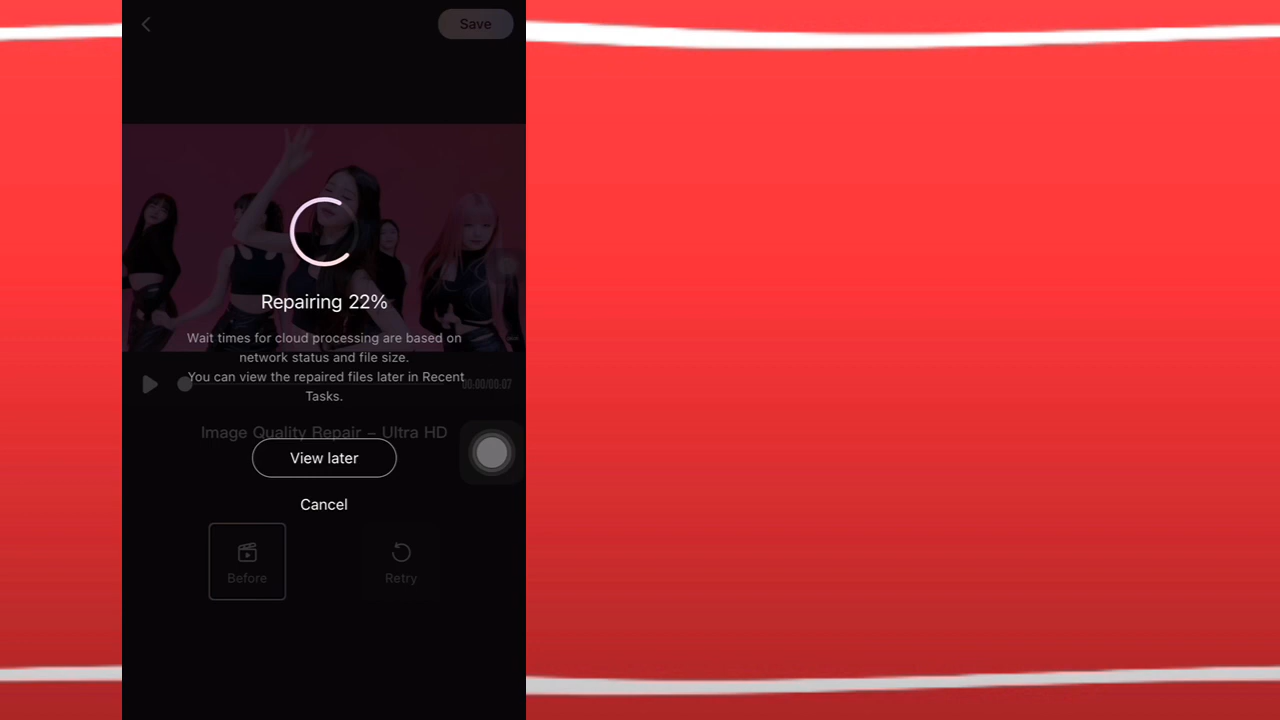 Save
Repairing 22%
Wait times for cloud processing are based on
network status and file size.
You can view the repaired files later in Recent
00:00/00:07
Tasks.
Image Quality Repair – Ultra HD
View later
Cancel
Before
Retry